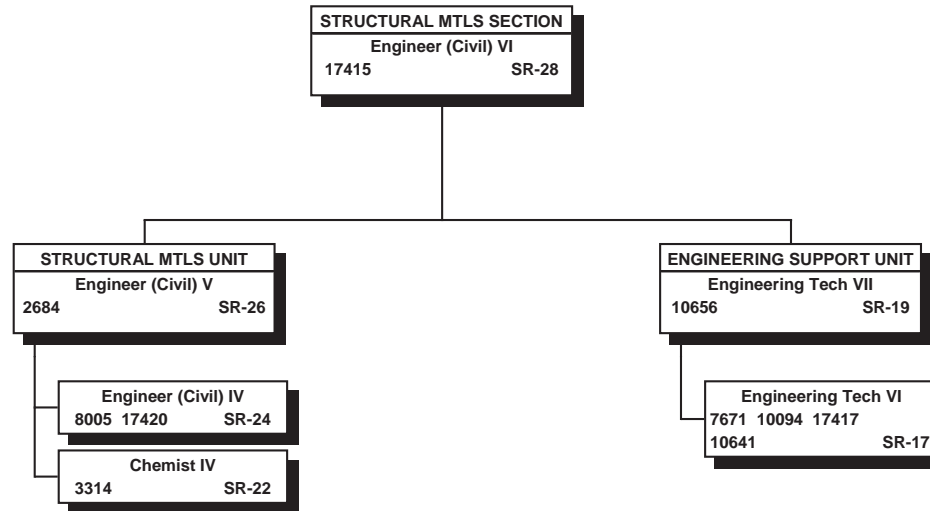 STRUCTURAL MTLS SECTION
Engineer (Civil) VI
17415 SR-28
STRUCTURAL MTLS UNIT
Engineer (Civil) V
2684 SR-26
Engineer (Civil) IV
8005 17420 SR-24
Chemist IV
3314 SR-22
ENGINEERING SUPPORT UNIT
Engineering Tech VII
10656 SR-19
Engineering Tech VI
7671 10094 17417
10641 SR-17